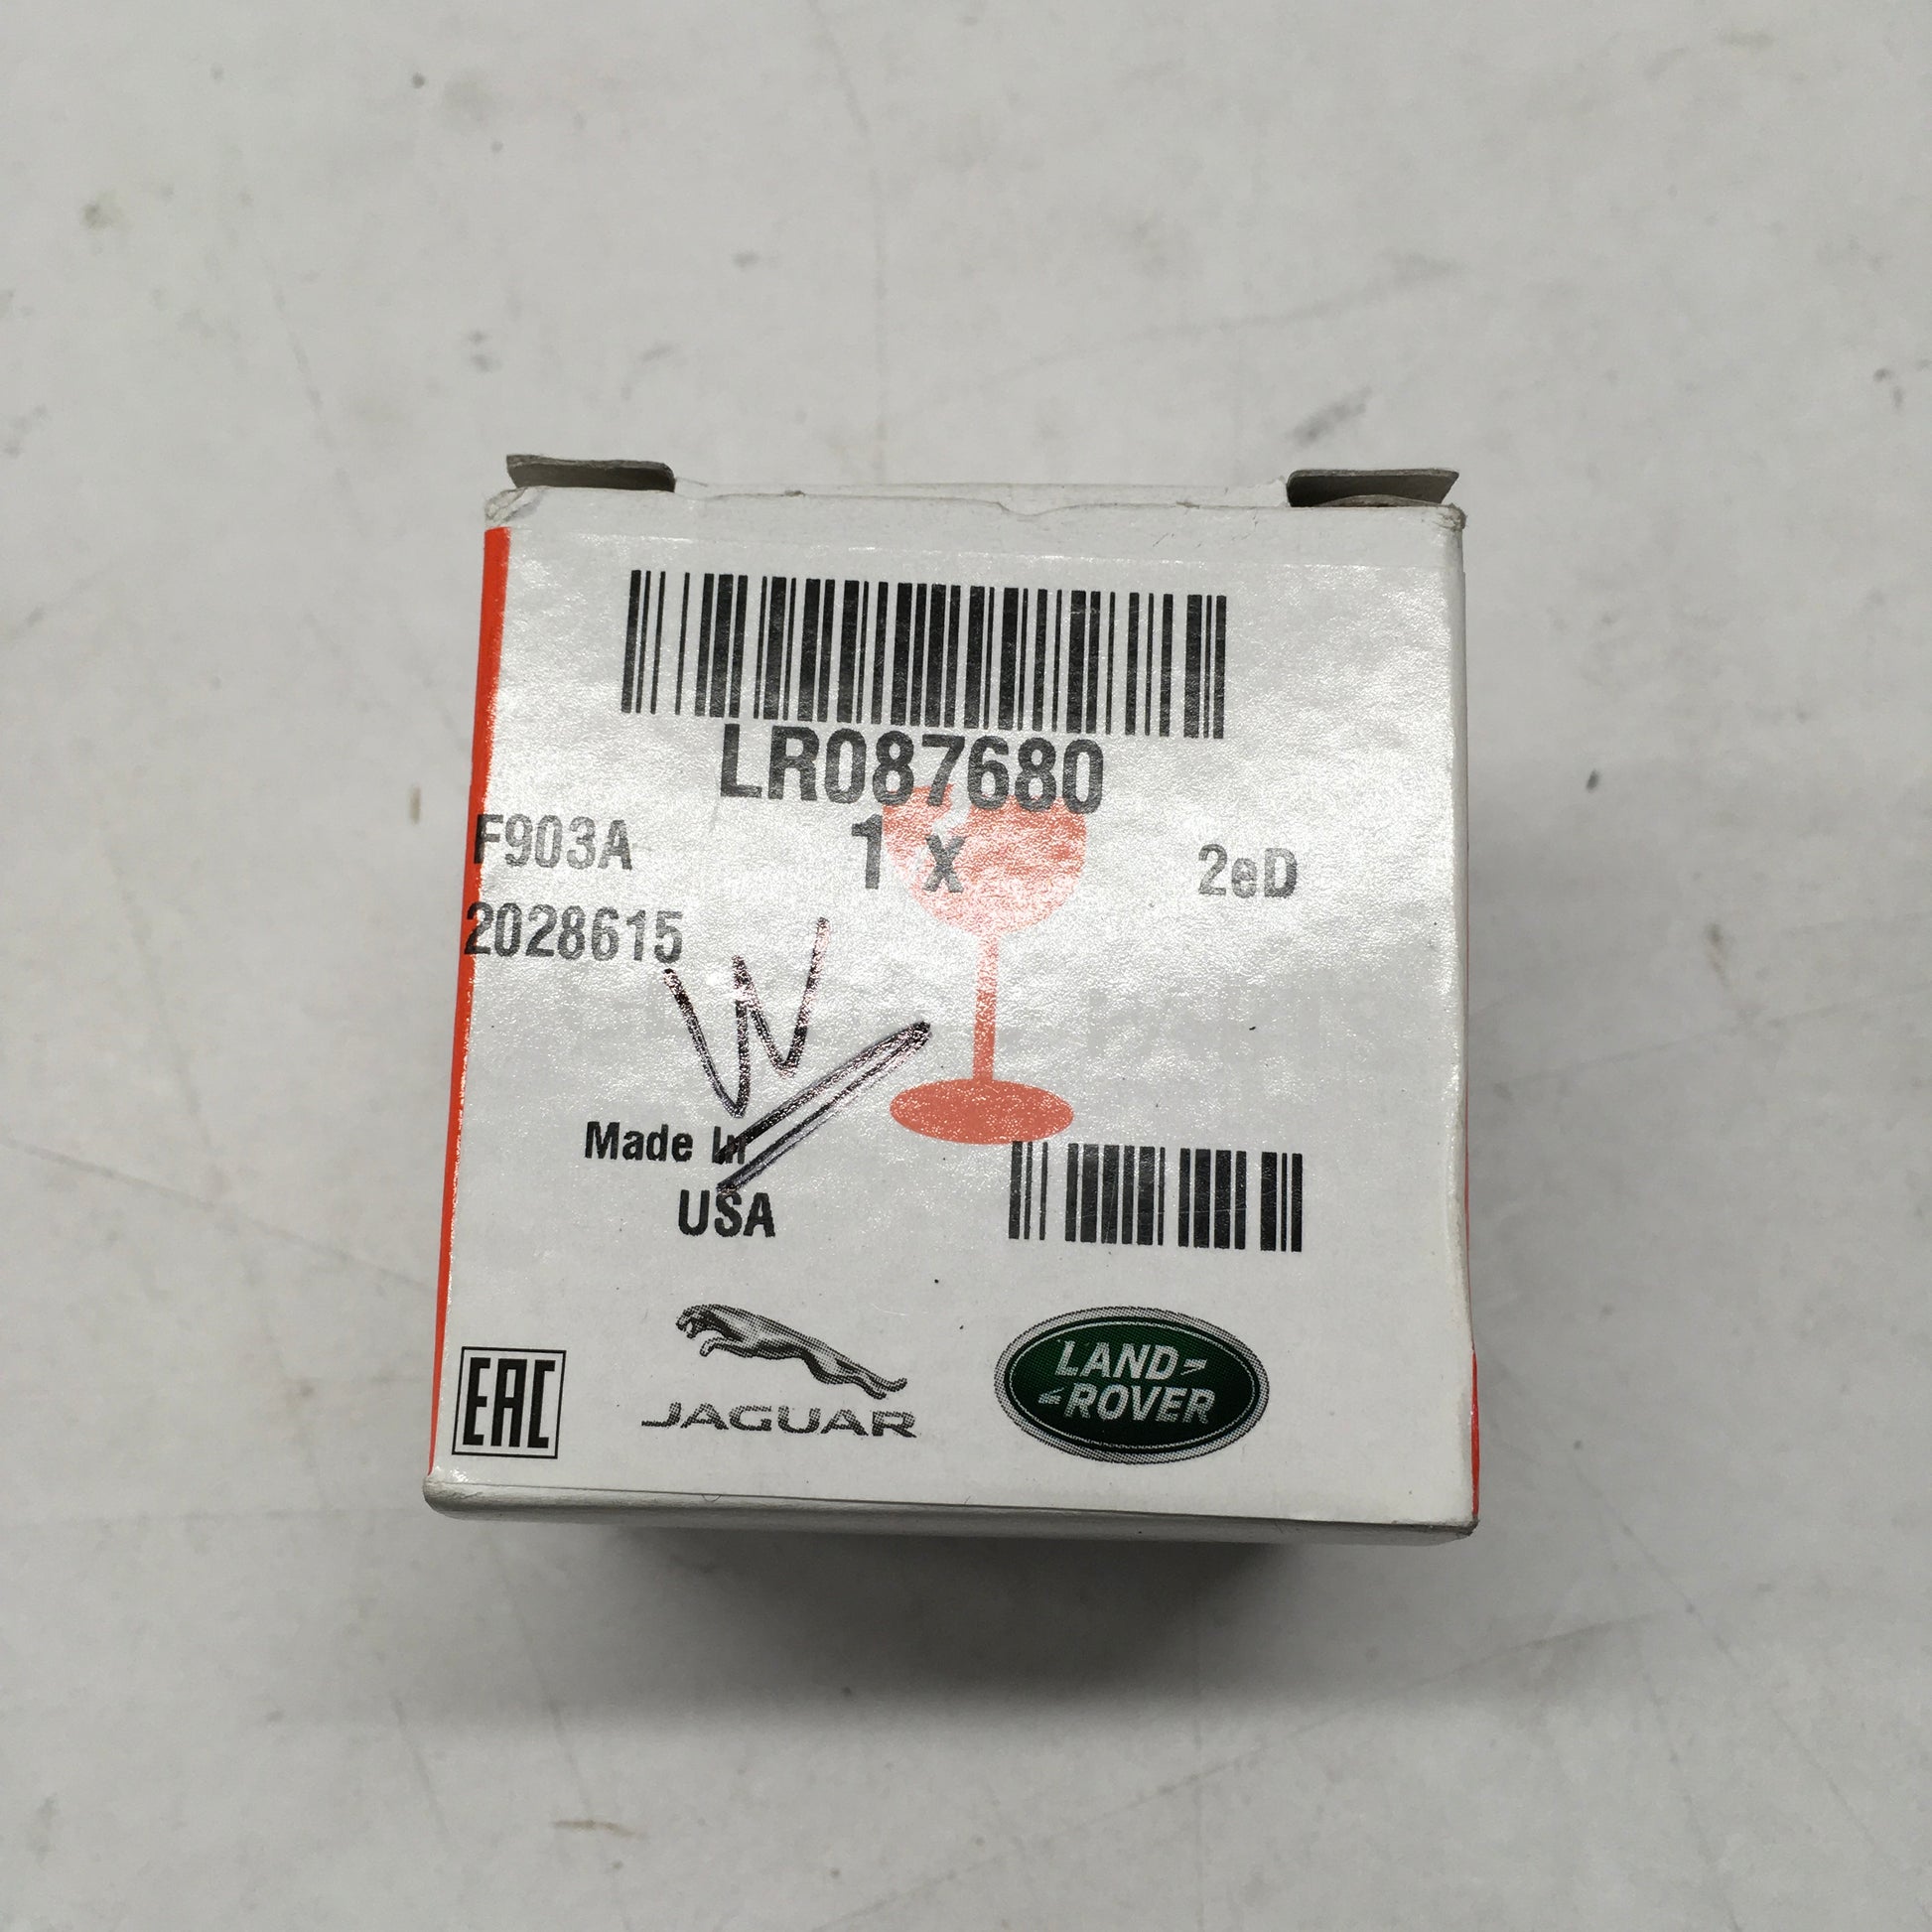 LR087680
F903A
1 x
2eD
2028615
W
Made In
USA
EAC
JAGUAR
LAND
ROVER